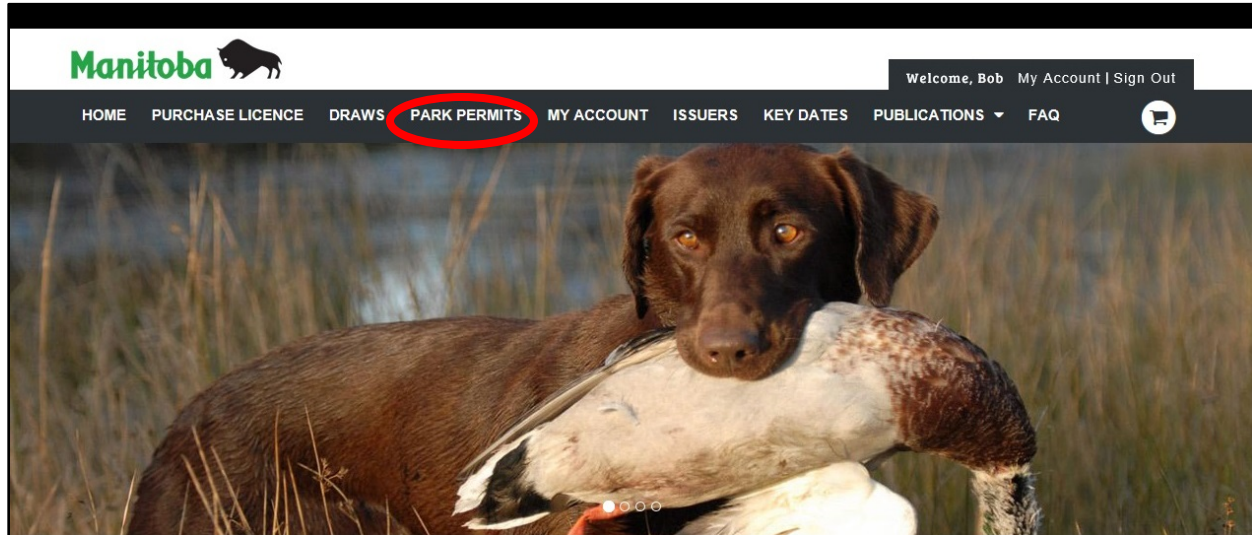 Manitoba
Welcome, Bob My Account | Sign Out
HOME PURCHASE LICENCE DRAWS PARK PERMITS MY ACCOUNT ISSUERS KEY DATES PUBLICATIONS FAQ